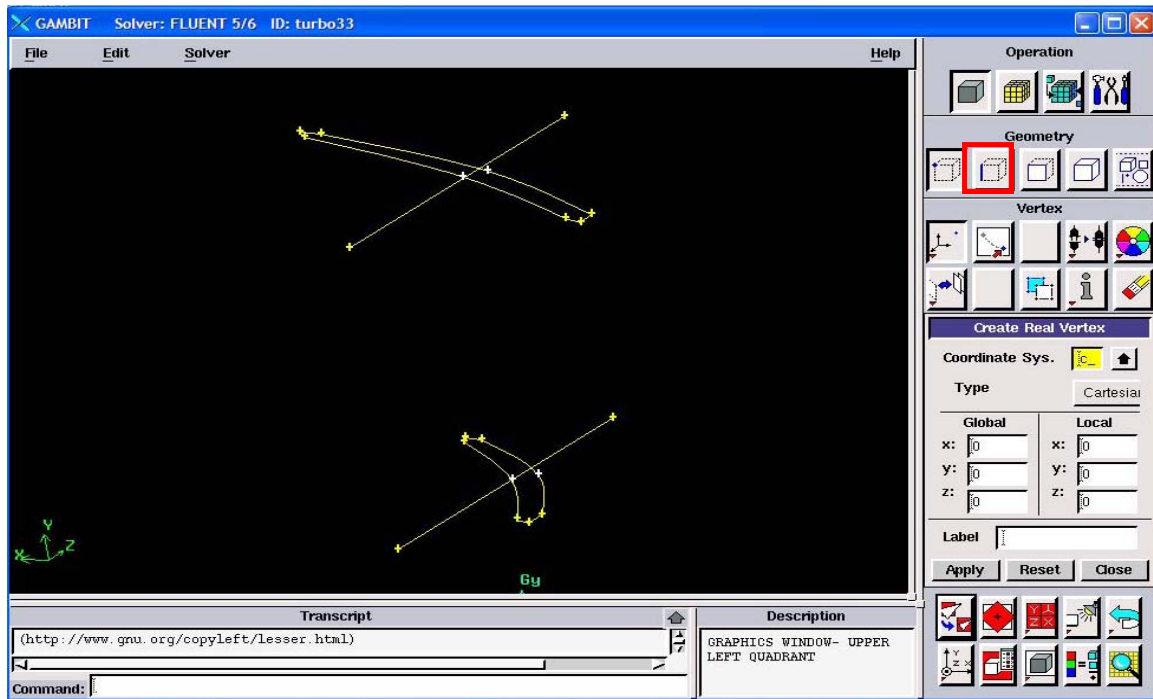 GAMBIT Solver: FLUENT 5/6 ID: turbo33
File Edit Solver Help
Operation
Geometry
Vertex
Create Real Vertex
Coordinate Sys. c_
Type Cartesian
Global Local
x: 0 x: 0
y: 0 y: 0
z: 0 z: 0
Label
Apply Reset Close
Y
X Z
Gy
Transcript
(http://www.gnu.org/copyleft/lesser.html)
Command:
Description
GRAPHICS WINDOW- UPPER
LEFT QUADRANT